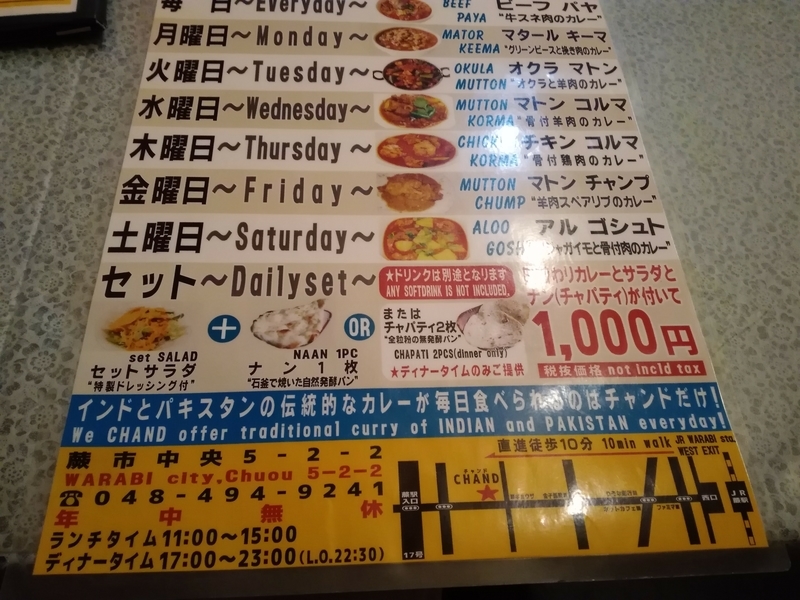 毎 日～Everyday～ BEEF PAYA ビーフ パヤ
"牛スネ肉のカレー"
月曜日～Monday～ MATOR KEEMA マタール キーマ
"グリーンピースと挽き肉のカレー"
火曜日～Tuesday～ OKULA MUTTON オクラ マトン
"オクラと羊肉のカレー"
水曜日～Wednesday～ MUTTON KORMA マトン コルマ
"骨付羊肉のカレー"
木曜日～Thursday～ KORMA チキン コルマ
"骨付鶏肉のカレー"
金曜日～Friday～ MUTTON CHUMP マトン チャンプ
"羊肉スペアリブのカレー"
土曜日～Saturday～ ALOO アル ゴシュト
ャガイモと骨付肉のカレー"
セット～Dailyset～
★ドリンクは別途となります
ANY SOFTDRINK IS NOT INCLUDED.
わりカレーとサラダと
ナン(チャパティ)が付いて
1,000円
税抜価格 not incld tax
set SALAD
セットサラダ
"特製ドレッシング付"
+
NAAN 1PC
ナン1枚
"石釜で焼いた自然発酵パン"
OR
または
チャパティ2枚
"全粒粉の無発酵パン"
CHAPATI 2PCS(dinner only)
★ディナータイムのみご提供
インドとパキスタンの伝統的なカレーが毎日食べられるのはチャンドだけ!
We CHAND offer traditional curry of INDIAN and PAKISTAN everyday!
蕨市中央5-2-2
WARABI city,Chuou 5-2-2
☎048-494-9241
年中無休
ランチタイム11:00～15:00
ディナータイム17:00～23:00(L.O.22:30)
直進徒歩10分 10min walk JR WARABI sta.
WEST EXIT
チャンド
CHAND
蕨駅
入口
17号
西口
JR
蕨駅